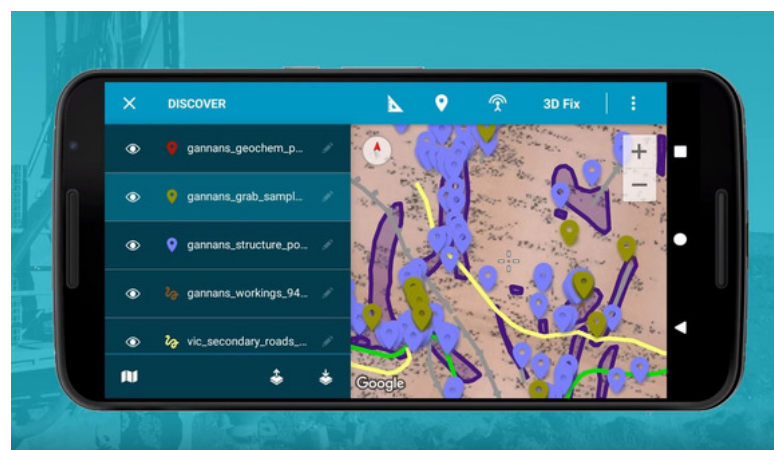 DISCOVER
3D Fix
gannans_geochem_p...
gannans_grab_sampl...
gannans_structure_po...
gannans_workings_94...
vic_secondary_roads_...
Google